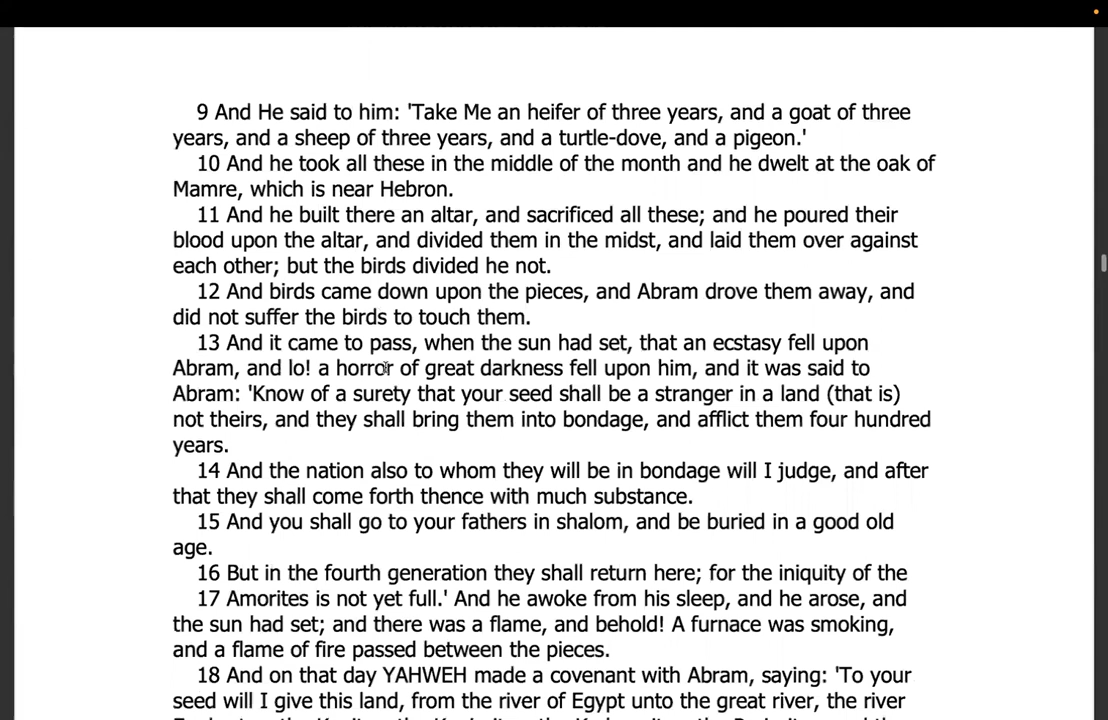 9 And He said to him: 'Take Me an heifer of three years, and a goat of three
years, and a sheep of three years, and a turtle-dove, and a pigeon.'
10 And he took all these in the middle of the month and he dwelt at the oak of
Mamre, which is near Hebron.
11 And he built there an altar, and sacrificed all these; and he poured their
blood upon the altar, and divided them in the midst, and laid them over against
each other; but the birds divided he not.
12 And birds came down upon the pieces, and Abram drove them away, and
did not suffer the birds to touch them.
13 And it came to pass, when the sun had set, that an ecstasy fell upon
Abram, and lo! a horror of great darkness fell upon him, and it was said to
Abram: 'Know of a surety that your seed shall be a stranger in a land (that is)
not theirs, and they shall bring them into bondage, and afflict them four hundred
years.
14 And the nation also to whom they will be in bondage will I judge, and after
that they shall come forth thence with much substance.
15 And you shall go to your fathers in shalom, and be buried in a good old
age.
16 But in the fourth generation they shall return here; for the iniquity of the
17 Amorites is not yet full.' And he awoke from his sleep, and he arose, and
the sun had set; and there was a flame, and behold! A furnace was smoking,
and a flame of fire passed between the pieces.
18 And on that day YAHWEH made a covenant with Abram, saying: 'To your
seed will I give this land, from the river of Egypt unto the great river, the river